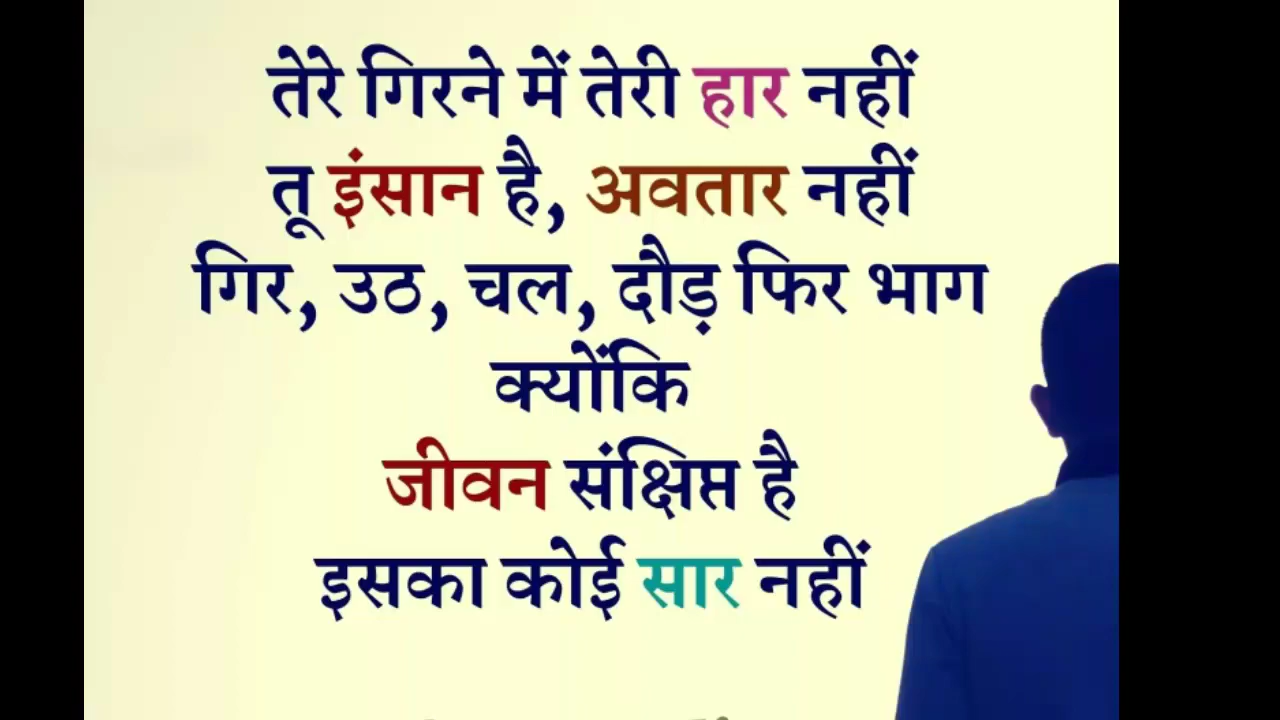 तेरे गिरने में तेरी हार नहीं
तू इंसान है, अवतार नहीं
गिर, उठ, चल, दौड़ फिर भाग
क्योंकि
जीवन संक्षिप्त है
इसका कोई सार नहीं